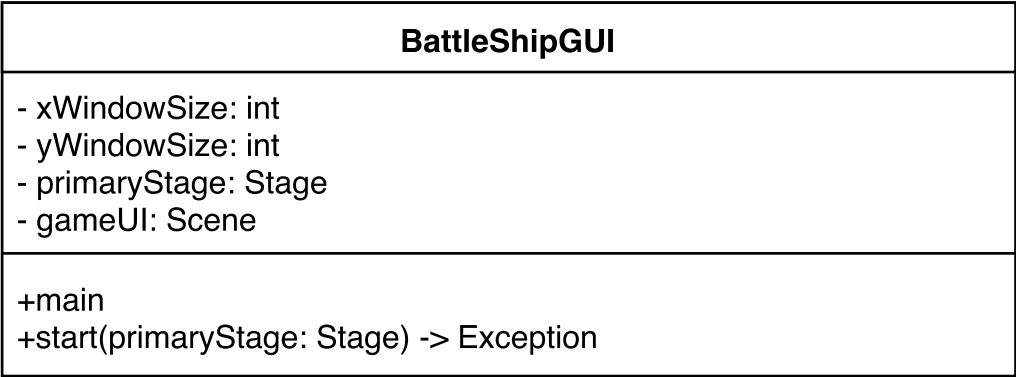 BattleShipGUI
- xWindowSize: int
- yWindowSize: int
- primaryStage: Stage
- gameUI: Scene
+main
+start(primaryStage: Stage) -> Exception